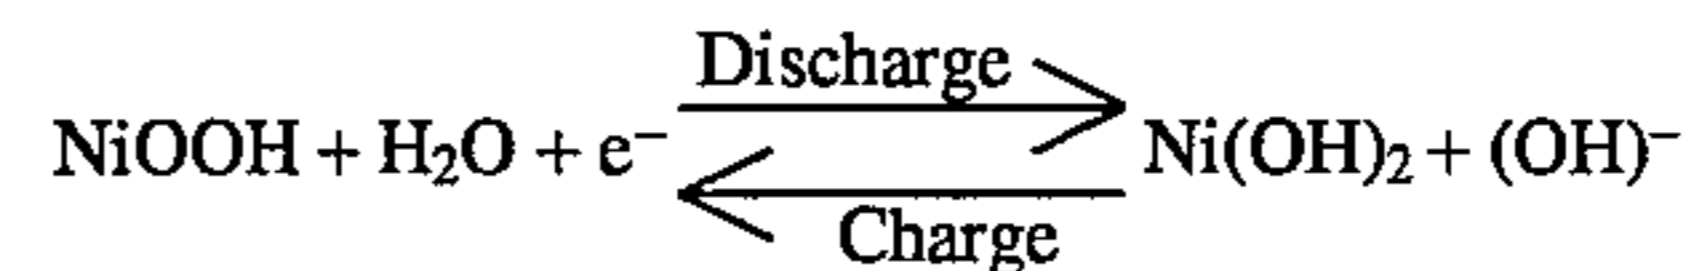 Discharge
NiOOH + H₂O + e⁻ Ni(OH)₂ + (OH)⁻
Charge